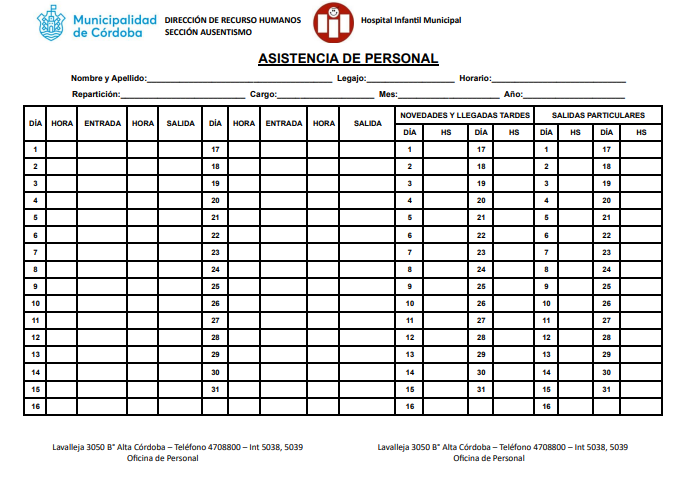 Municipalidad
de Córdoba
DIRECCIÓN DE RECURSO HUMANOS
SECCIÓN AUSENTISMO
Hospital Infantil Municipal
ASISTENCIA DE PERSONAL
Nombre y Apellido:________________ Legajo:________________ Horario:________________
Repartición:________________ Cargo:________________ Mes:________________ Año:________________
NOVEDADES Y LLEGADAS TARDES SALIDAS PARTICULARES
DÍA HORA ENTRADA HORA SALIDA DÍA HORA ENTRADA HORA SALIDA DÍA HS DÍA HS DÍA HS DÍA HS
1 17 1 17 1 17
2 18 2 18 2 18
3 19 3 19 3 19
4 20 4 20 4 20
5 21 5 21 5 21
6 22 6 22 6 22
7 23 7 23 7 23
8 24 8 24 8 24
9 25 9 25 9 25
10 26 10 26 10 26
11 27 11 27 11 27
12 28 12 28 12 28
13 29 13 29 13 29
14 30 14 30 14 30
15 31 15 31 15 31
16 16 16
Lavalleja 3050 B° Alta Córdoba – Teléfono 4708800 – Int 5038, 5039
Oficina de Personal
Lavalleja 3050 B° Alta Córdoba – Teléfono 4708800 – Int 5038, 5039
Oficina de Personal